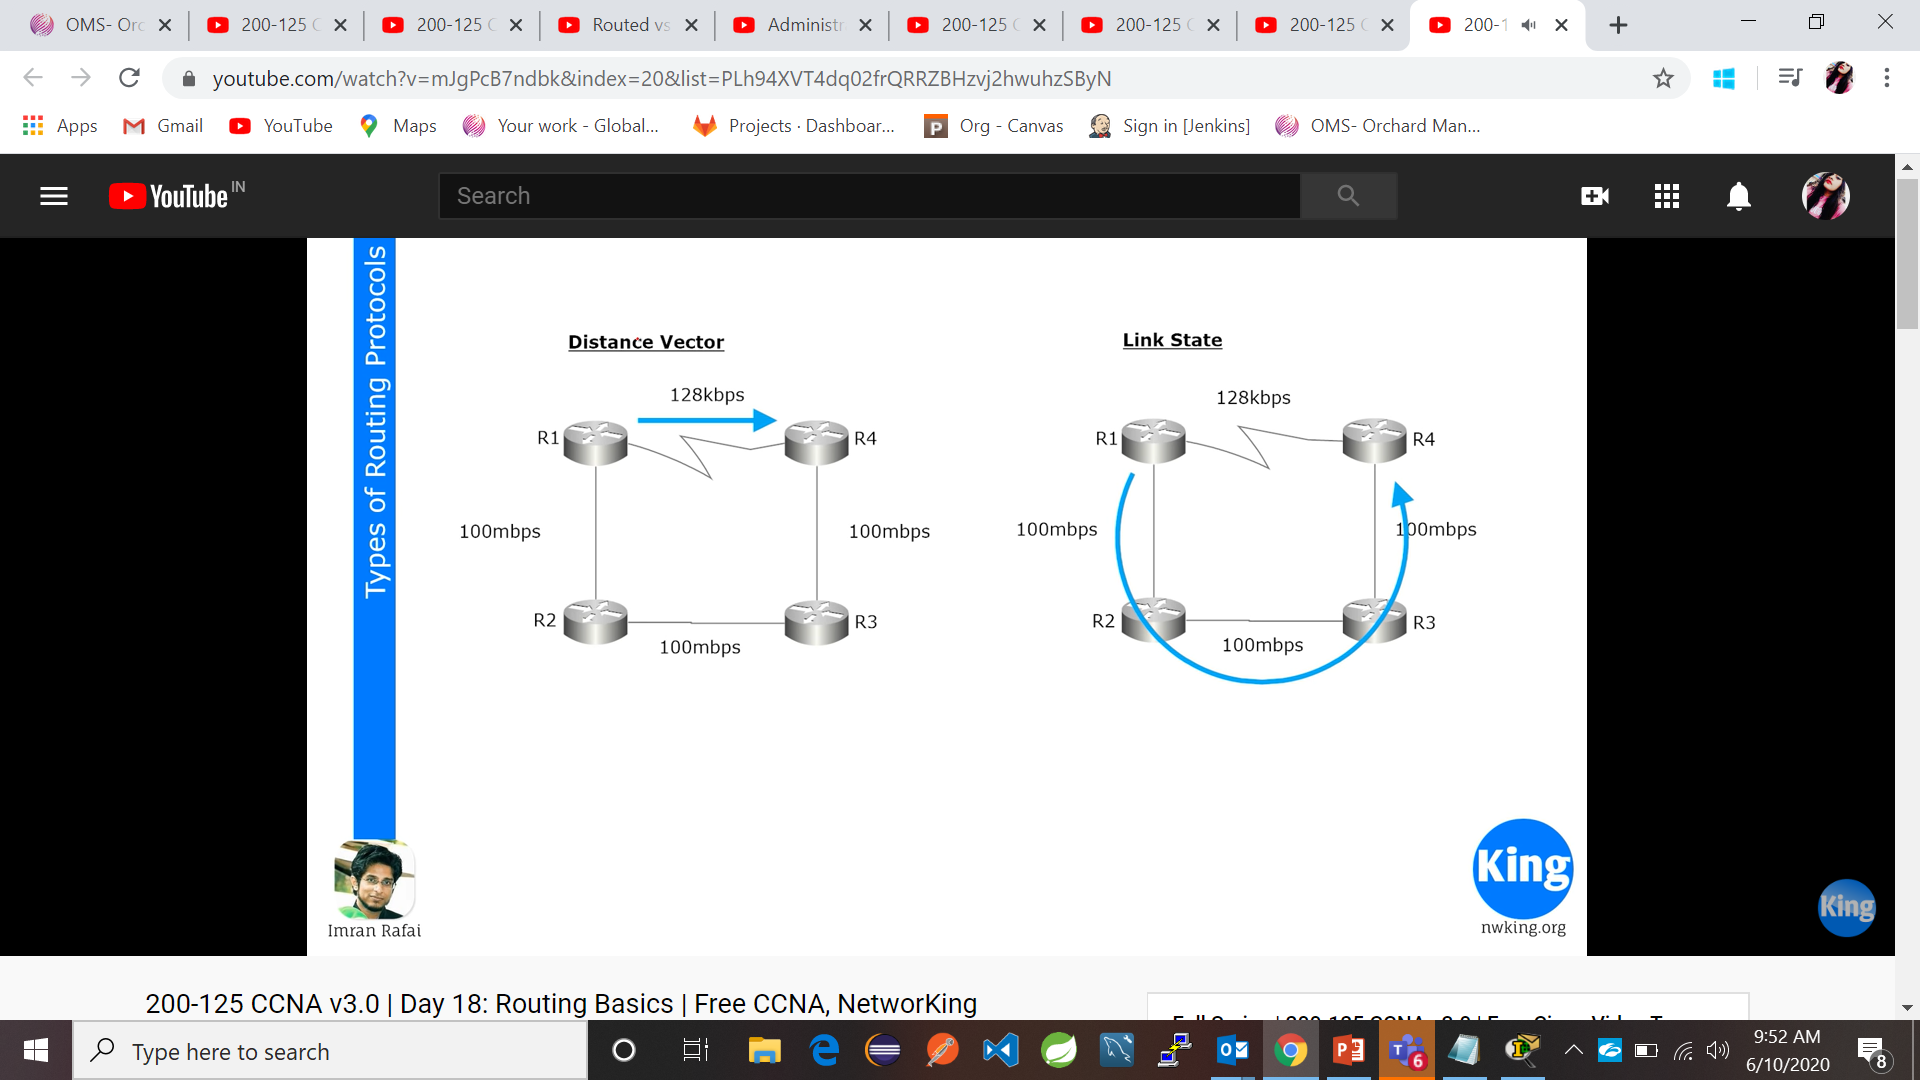 OMS- Orc
200-125 C
200-125 C
Routed vs
Administr
200-125 C
200-125 C
200-125 C
200-1
youtube.com/watch?v=mJgPcB7ndbk&index=20&list=PLh94XVT4dq02frQRRZBHzvj2hwuhzSByN
Apps
Gmail
YouTube
Maps
Your work - Global...
Projects · Dashboar...
Org - Canvas
Sign in [Jenkins]
OMS- Orchard Man...
YouTube IN
Search
Types of Routing Protocols
Distance Vector
128kbps
R1
R4
100mbps
100mbps
R2
R3
100mbps
Link State
128kbps
R1
R4
100mbps
100mbps
R2
R3
100mbps
Imran Rafai
King
nwking.org
King
200-125 CCNA v3.0 | Day 18: Routing Basics | Free CCNA, NetworKing
Type here to search
6
9:52 AM
6/10/2020
8